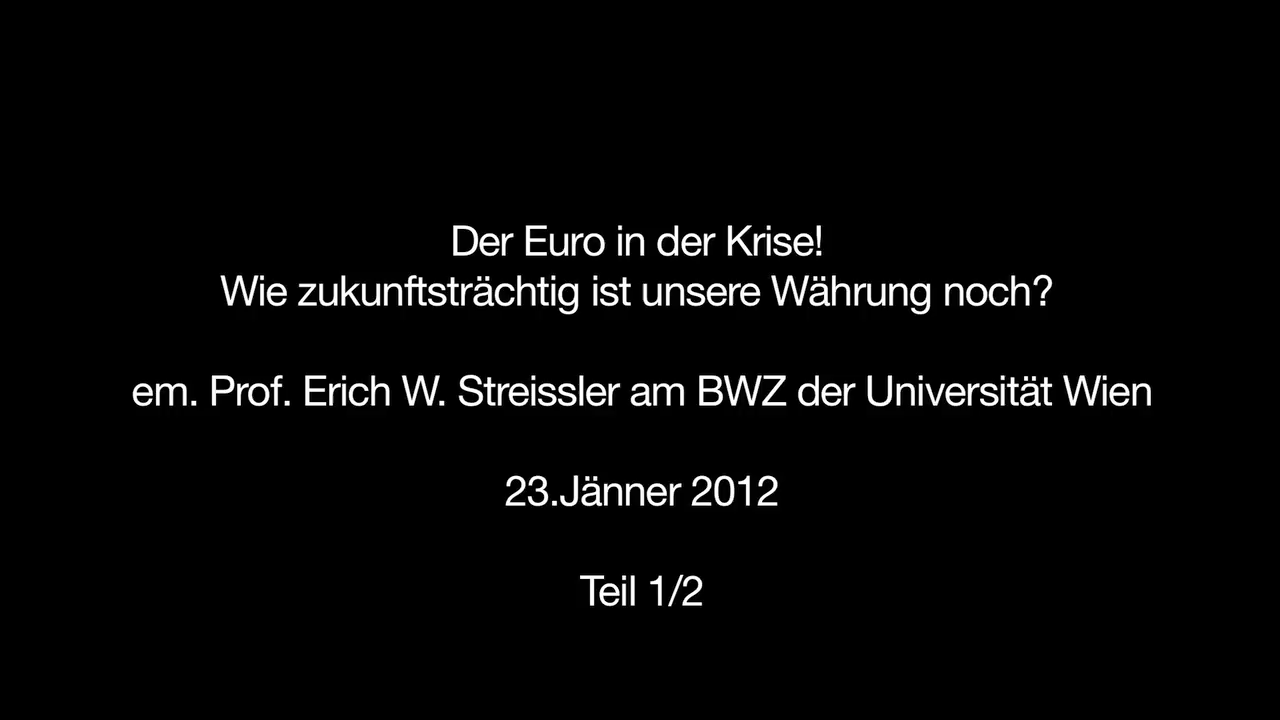 Der Euro in der Krise!
Wie zukunftsträchtig ist unsere Währung noch?
em. Prof. Erich W. Streissler am BWZ der Universität Wien
23.Jänner 2012
Teil 1/2